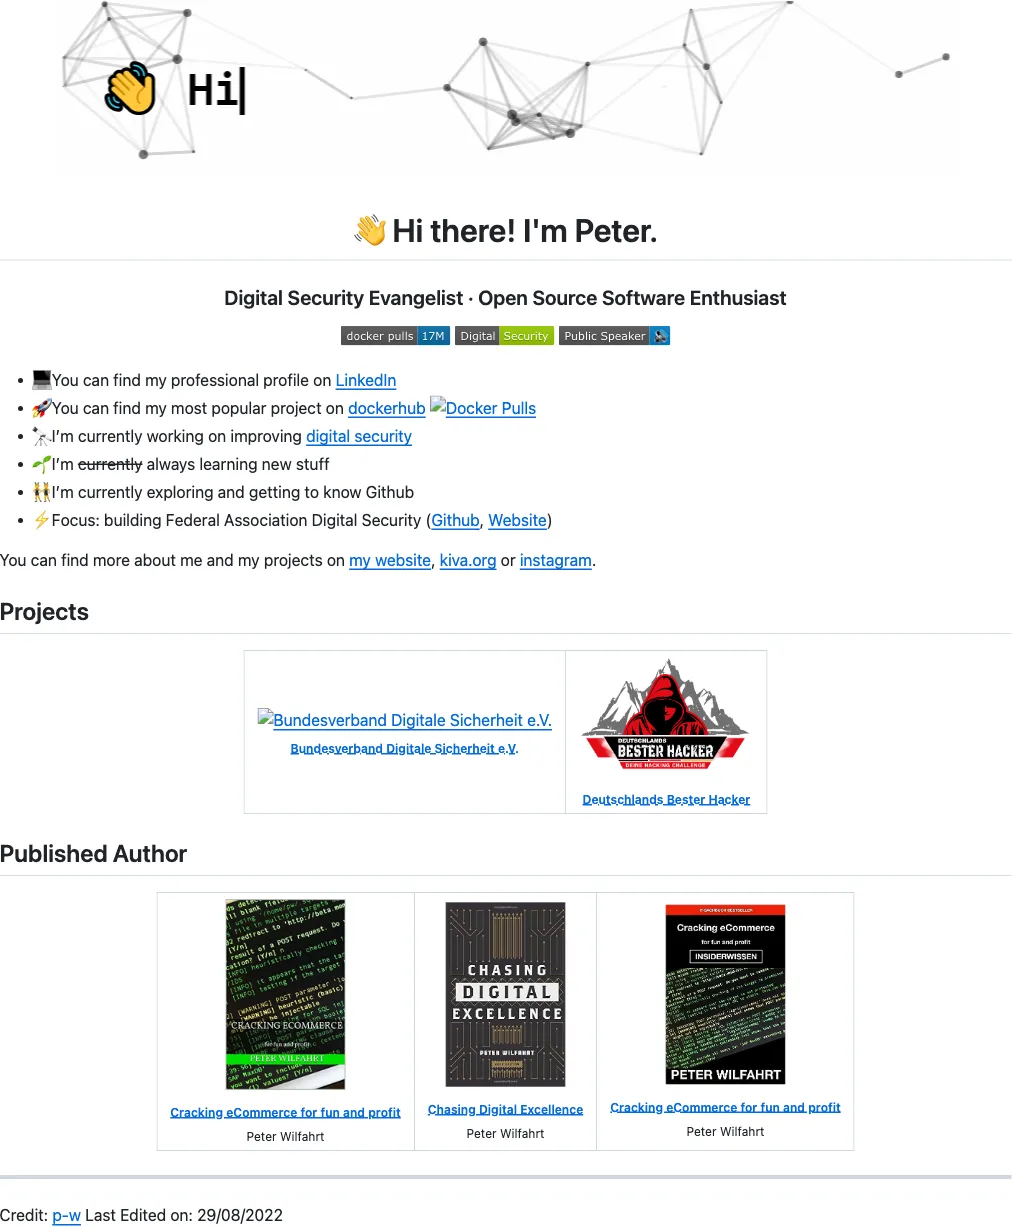 👋 Hi
👋 Hi there! I'm Peter.
Digital Security Evangelist · Open Source Software Enthusiast
docker pulls 17M Digital Security Public Speaker
• 💻You can find my professional profile on LinkedIn
• 🚀You can find my most popular project on dockerhub Docker Pulls
• 🔭I’m currently working on improving digital security
• 🌱I’m currently always learning new stuff
• 👯I’m currently exploring and getting to know Github
• ⚡Focus: building Federal Association Digital Security (Github, Website)
You can find more about me and my projects on my website, kiva.org or instagram.
Projects
Bundesverband Digitale Sicherheit e.V.
Bundesverband Digitale Sicherheit e.V.
DEUTSCHLANDS
BESTER HACKER
DEINE HACKING CHALLENGE
Deutschlands Bester Hacker
Published Author
CRACKING ECOMMERCE
for fun and profit
PETER WILFAHRT
Cracking eCommerce for fun and profit
Peter Wilfahrt
CHASING
DIGITAL
EXCELLENCE
PETER WILFAHRT
Chasing Digital Excellence
Peter Wilfahrt
Cracking eCommerce
for fun and profit
INSIDERWISSEN
PETER WILFAHRT
Cracking eCommerce for fun and profit
Peter Wilfahrt
Credit: p-w Last Edited on: 29/08/2022